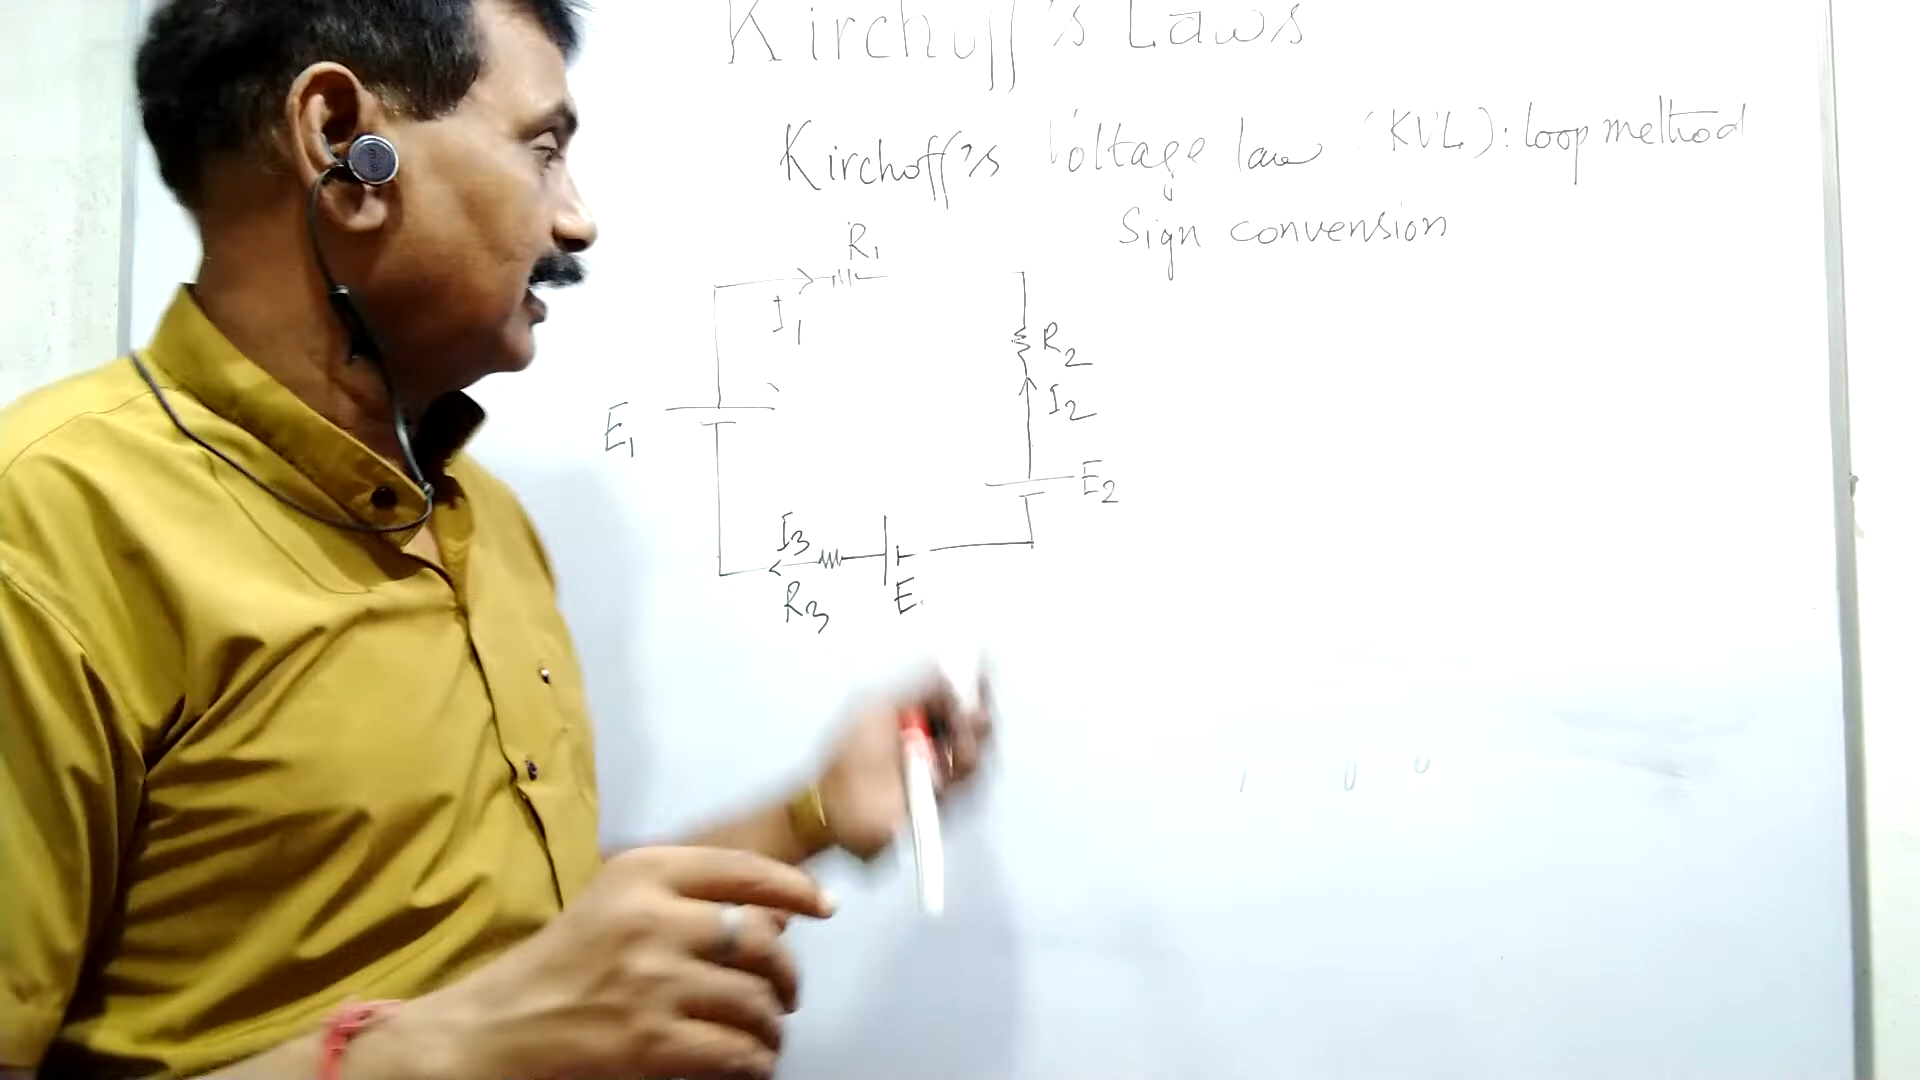 Kirchoff's Laws
Kirchoff's Voltage law (KVL): loop method
Sign convension
R1
I1
R2
I2
E1
E2
I3
R3
E